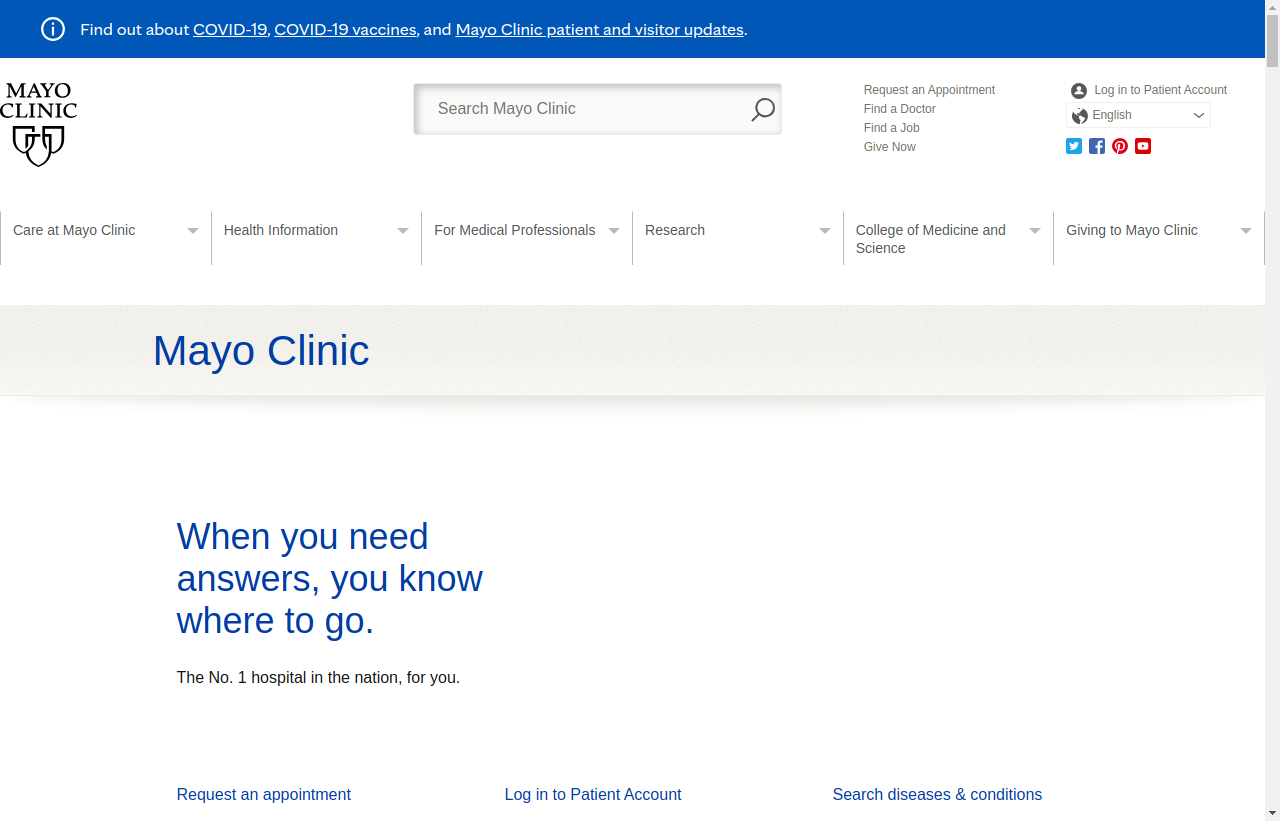 Find out about COVID-19, COVID-19 vaccines, and Mayo Clinic patient and visitor updates.
MAYO
CLINIC
Search Mayo Clinic
Request an Appointment
Find a Doctor
Find a Job
Give Now
Log in to Patient Account
English
Care at Mayo Clinic
Health Information
For Medical Professionals
Research
College of Medicine and
Science
Giving to Mayo Clinic
Mayo Clinic
When you need
answers, you know
where to go.
The No. 1 hospital in the nation, for you.
Request an appointment
Log in to Patient Account
Search diseases & conditions